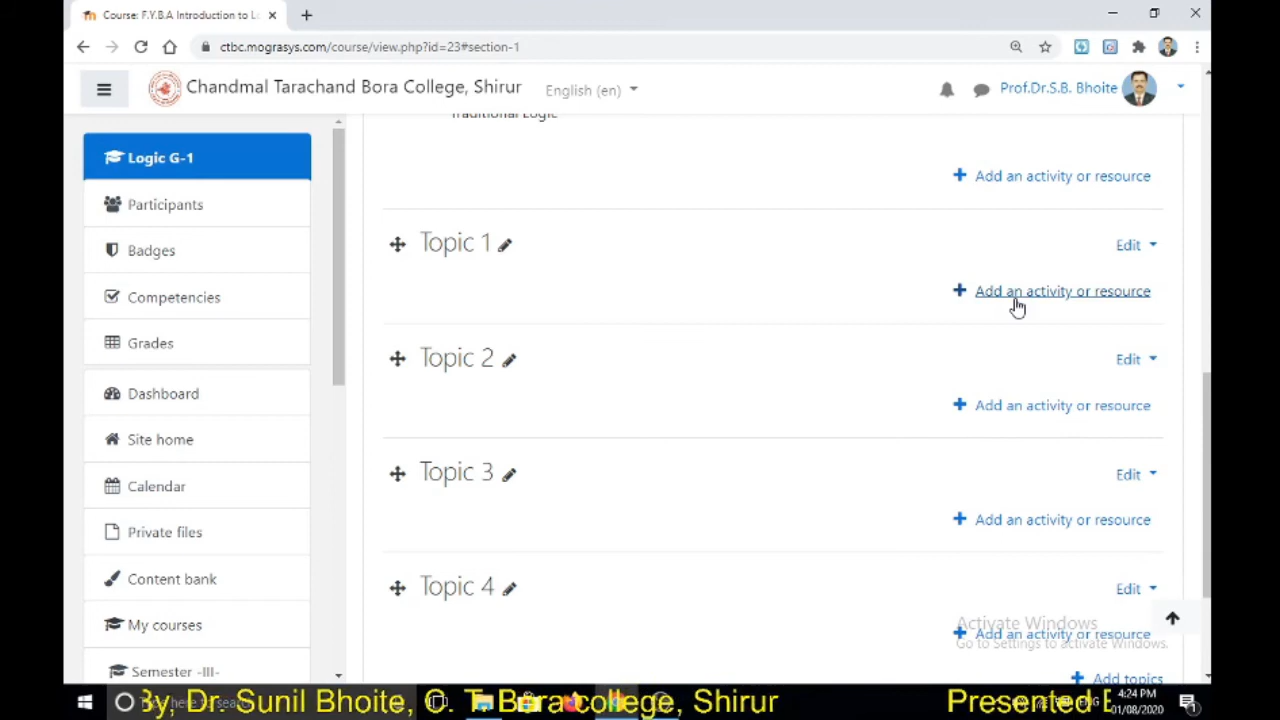 Course: F.Y.B.A Introduction to Lo
ctbc.mograsys.com/course/view.php?id=23#section-1
Chandmal Tarachand Bora College, Shirur
English (en)
Prof.Dr.S.B. Bhoite
Logic G-1
Participants
Badges
Competencies
Grades
Dashboard
Site home
Calendar
Private files
Content bank
My courses
Semester -III-
Traditional Logic
Add an activity or resource
Topic 1
Edit
Add an activity or resource
Topic 2
Edit
Add an activity or resource
Topic 3
Edit
Add an activity or resource
Topic 4
Edit
Add an activity or resource
Add topics
Activate Windows
Go to Settings to activate Windows.
By, Dr. Sunil Bhoite, C. T. Bora college, Shirur
Presented
4:24 PM
01/08/2020